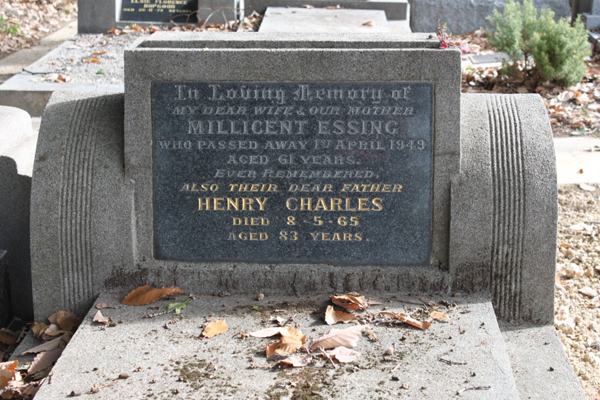 In Loving Memory of
MY DEAR WIFE & OUR MOTHER
MILLICENT ESSING
WHO PASSED AWAY 1ST APRIL 1949
AGED 61 YEARS.
EVER REMEMBERED.
ALSO THEIR DEAR FATHER
HENRY CHARLES
DIED 8-5-65
AGED 83 YEARS.